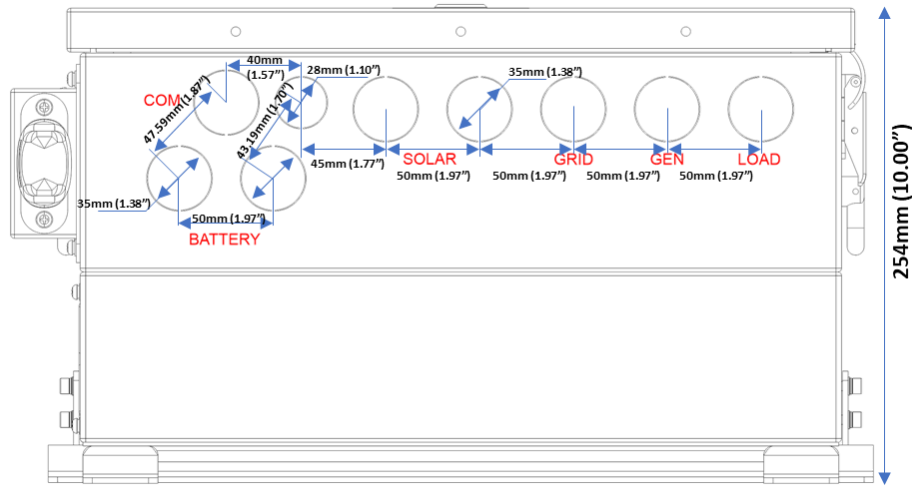 40mm
(1.57”)
28mm (1.10”)
35mm (1.38”)
COM
47.59mm(1.87”)
43.19mm(1.70”)
45mm (1.77”)
SOLAR
GRID
GEN
LOAD
50mm (1.97”)
50mm (1.97”)
50mm (1.97”)
50mm (1.97”)
35mm (1.38”)
50mm (1.97”)
BATTERY
254mm (10.00”)